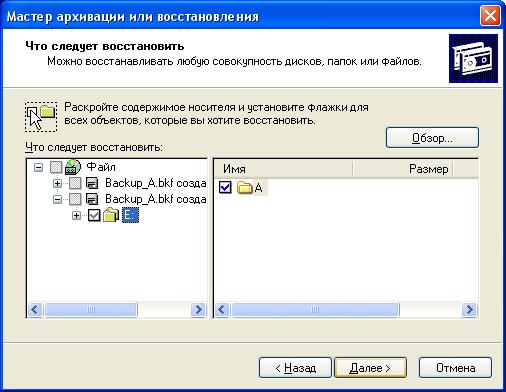 Мастер архивации или восстановления
Что следует восстановить
Можно восстанавливать любую совокупность дисков, папок или файлов.
Раскройте содержимое носителя и установите флажки для
всех объектов, которые вы хотите восстановить.
Обзор...
Что следует восстановить:
Файл
Backup_A.bkf созда
Backup_A.bkf созда
E:
Имя Размер
A
< Назад Далее > Отмена